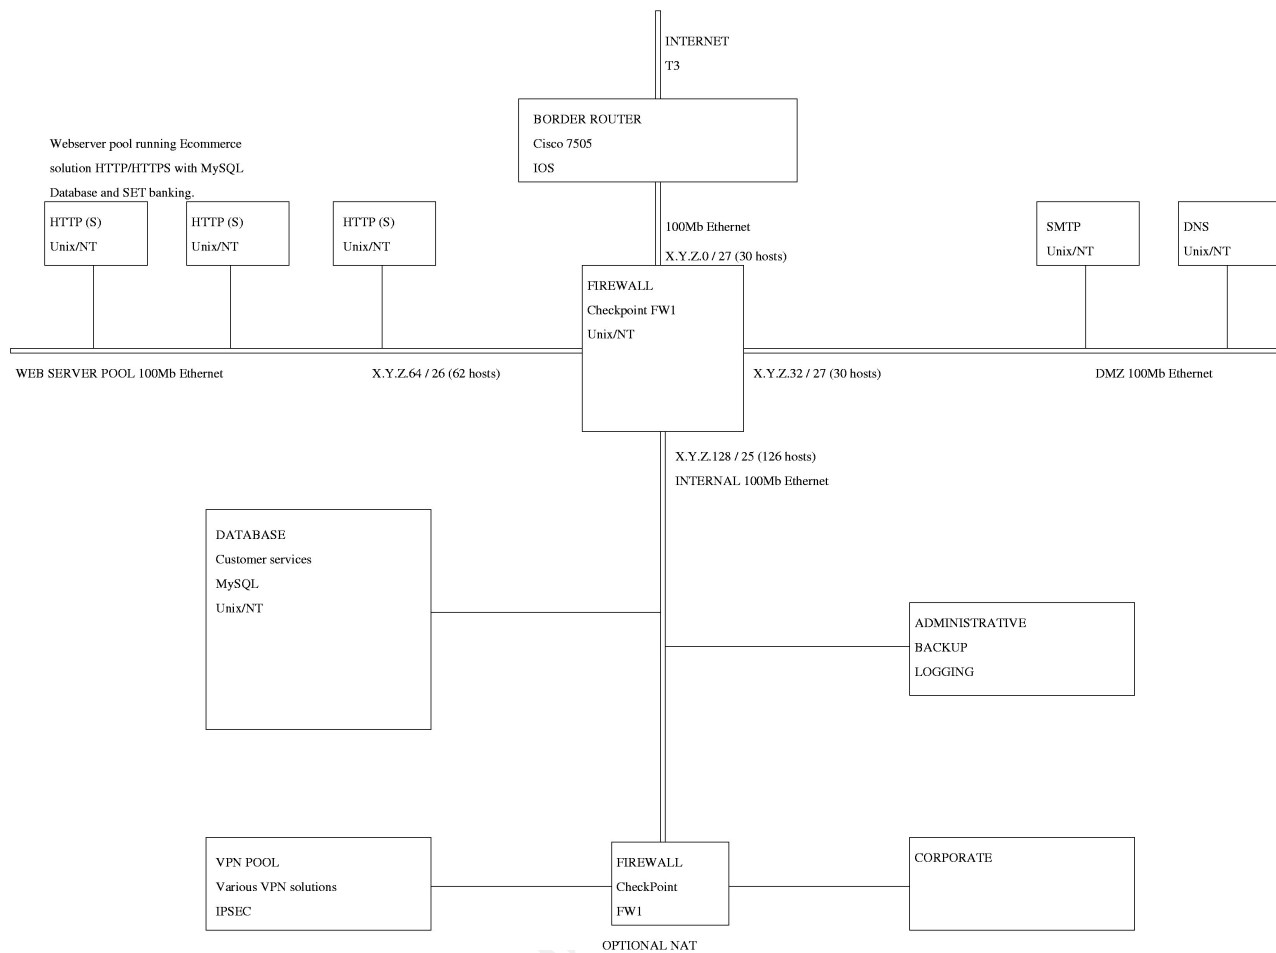 INTERNET
T3
BORDER ROUTER
Cisco 7505
IOS
Webserver pool running Ecommerce
solution HTTP/HTTPS with MySQL
Database and SET banking.
HTTP (S)
Unix/NT
HTTP (S)
Unix/NT
HTTP (S)
Unix/NT
100Mb Ethernet
X.Y.Z.0 / 27 (30 hosts)
SMTP
Unix/NT
DNS
Unix/NT
FIREWALL
Checkpoint FW1
Unix/NT
WEB SERVER POOL 100Mb Ethernet
X.Y.Z.64 / 26 (62 hosts)
X.Y.Z.32 / 27 (30 hosts)
DMZ 100Mb Ethernet
X.Y.Z.128 / 25 (126 hosts)
INTERNAL 100Mb Ethernet
DATABASE
Customer services
MySQL
Unix/NT
ADMINISTRATIVE
BACKUP
LOGGING
VPN POOL
Various VPN solutions
IPSEC
FIREWALL
CheckPoint
FW1
CORPORATE
OPTIONAL NAT